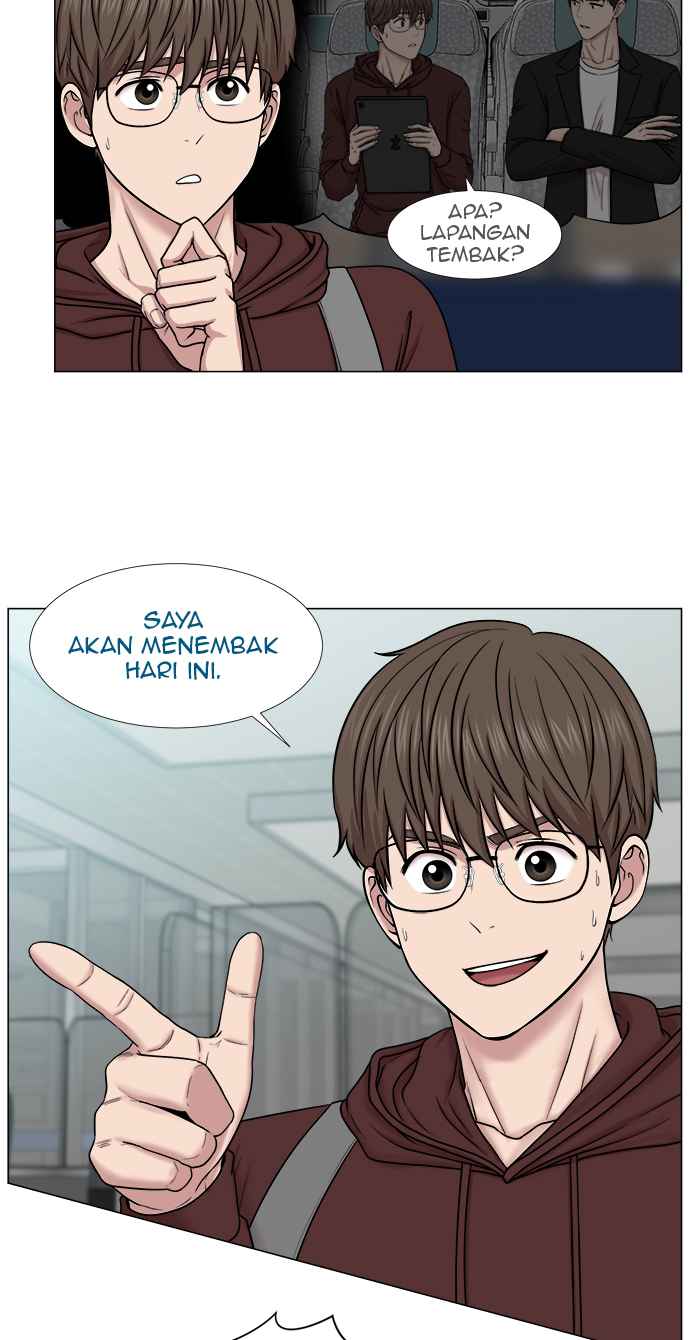 APA?
LAPANGAN
TEMBAK?
SAYA
AKAN MENEMBAK
HARI INI.